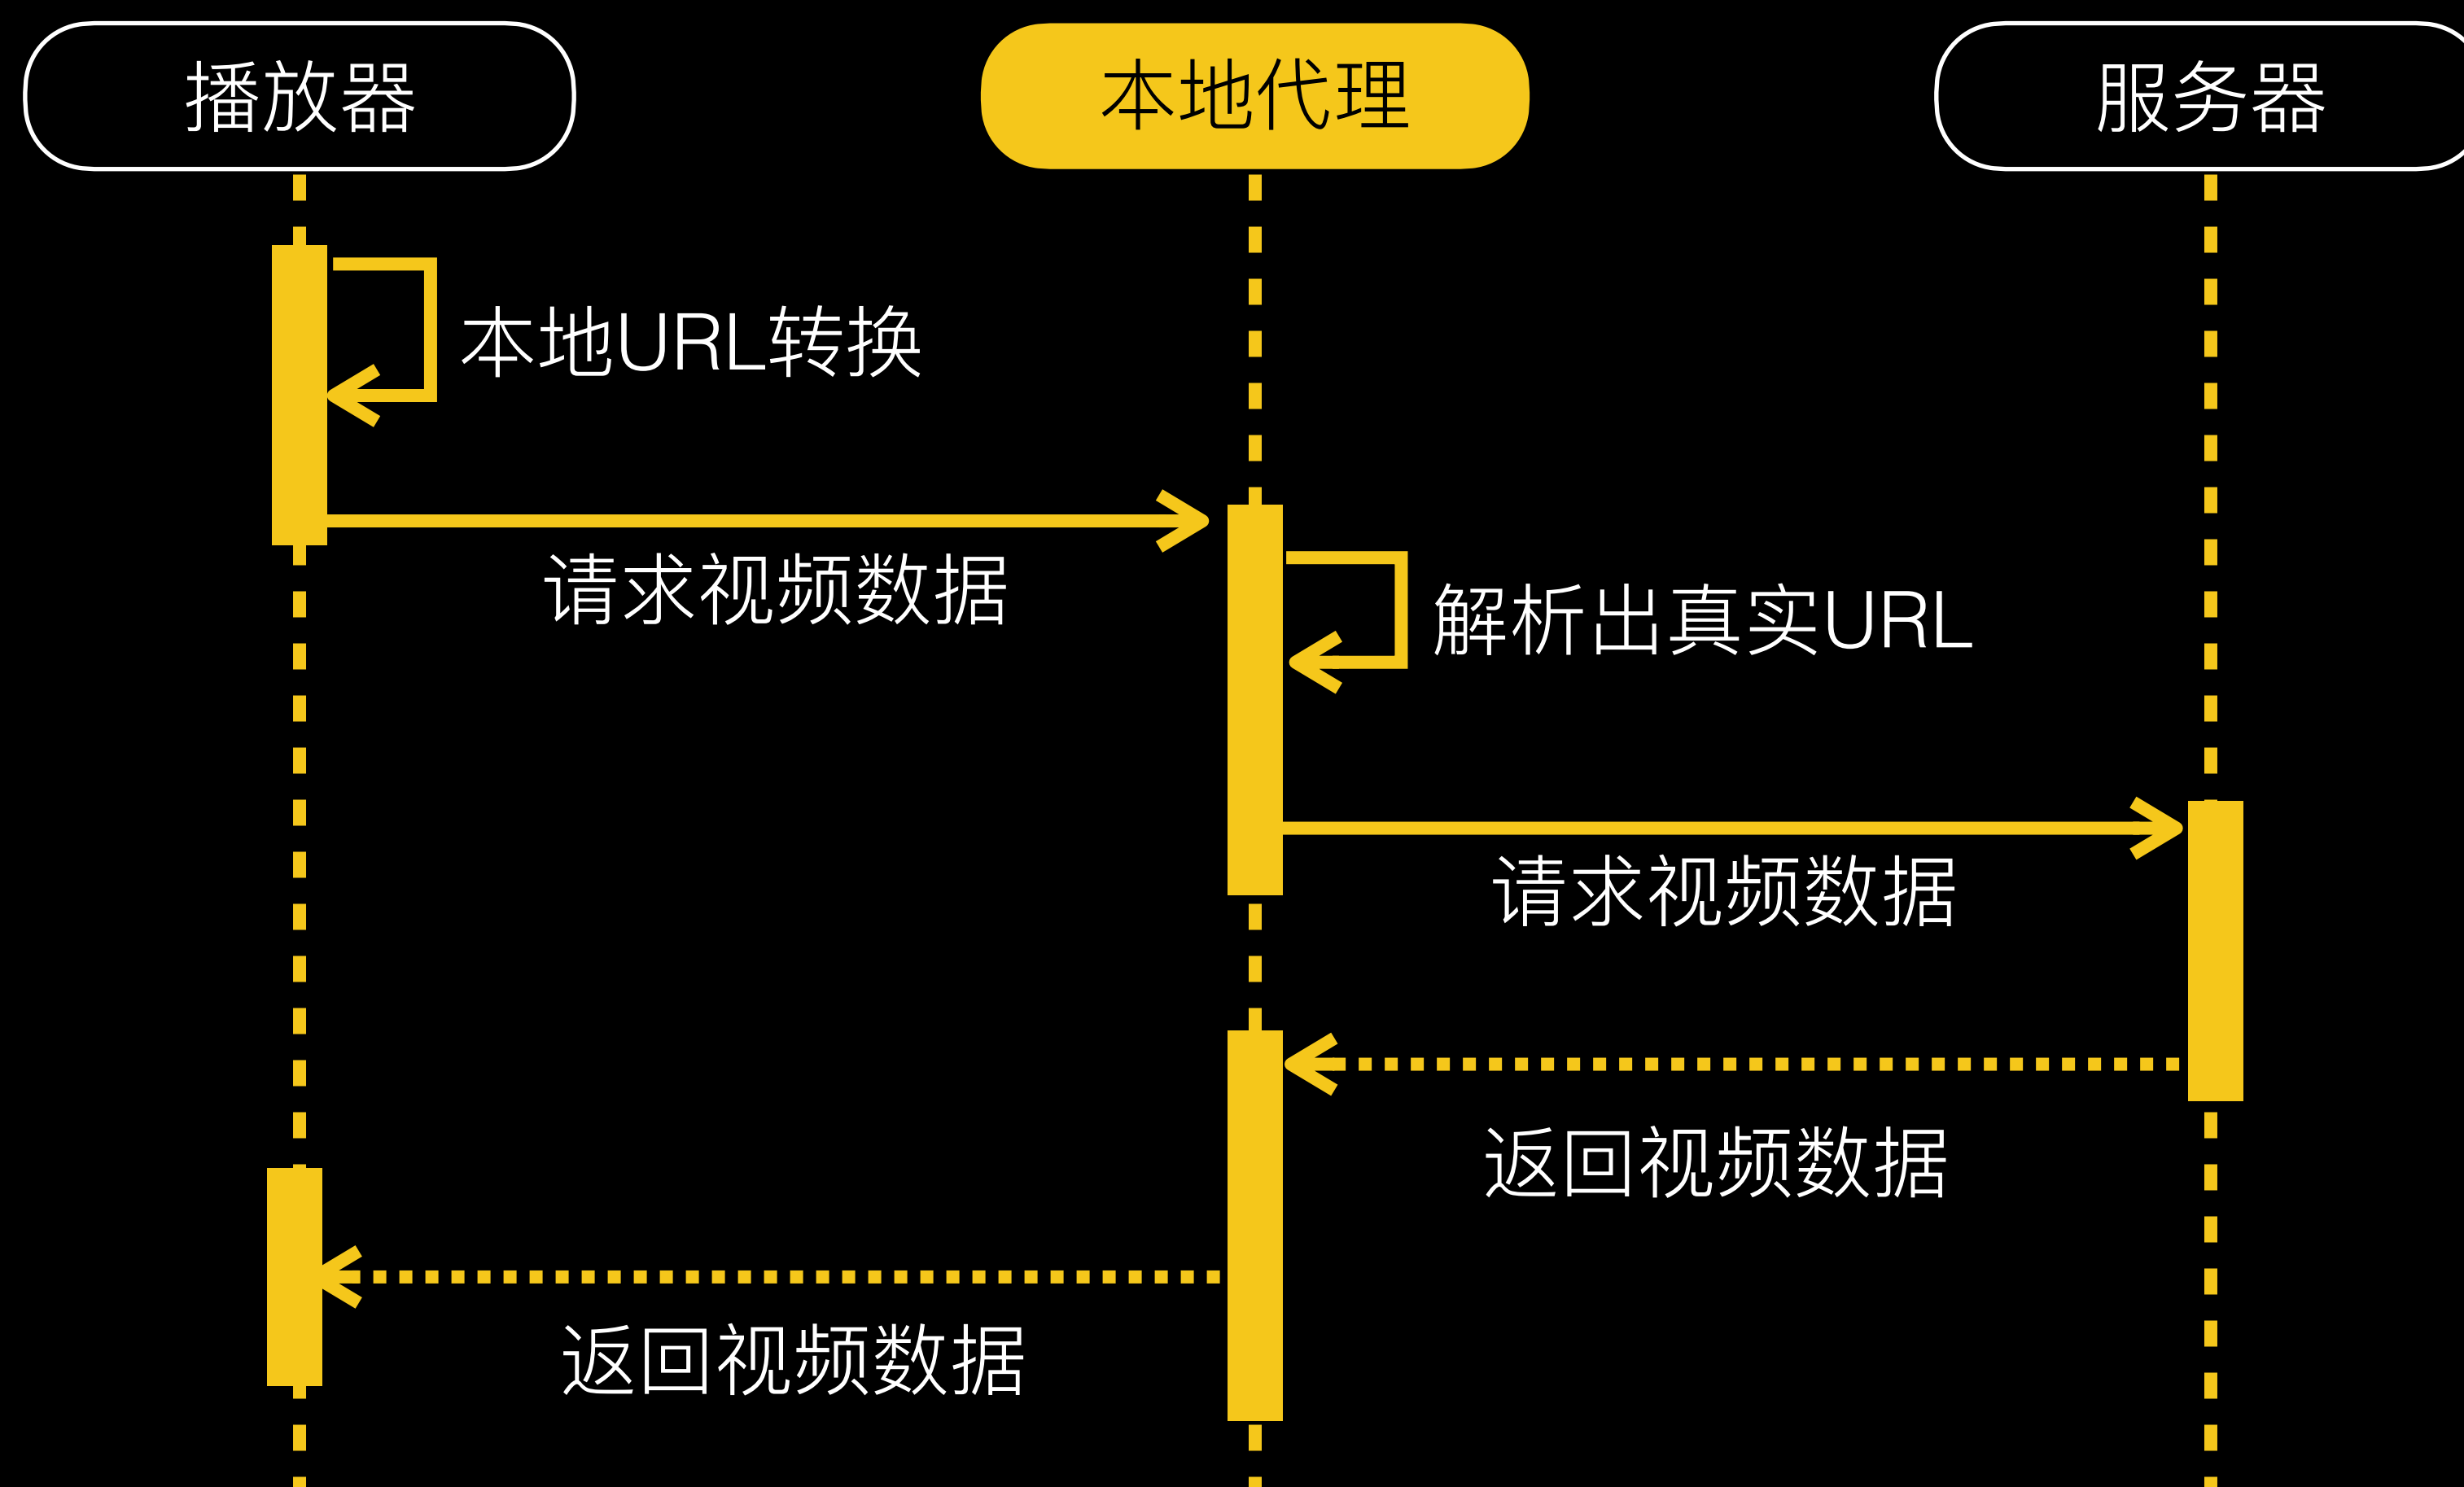 播放器
本地代理
服务器
本地URL转换
请求视频数据
解析出真实URL
请求视频数据
返回视频数据
返回视频数据